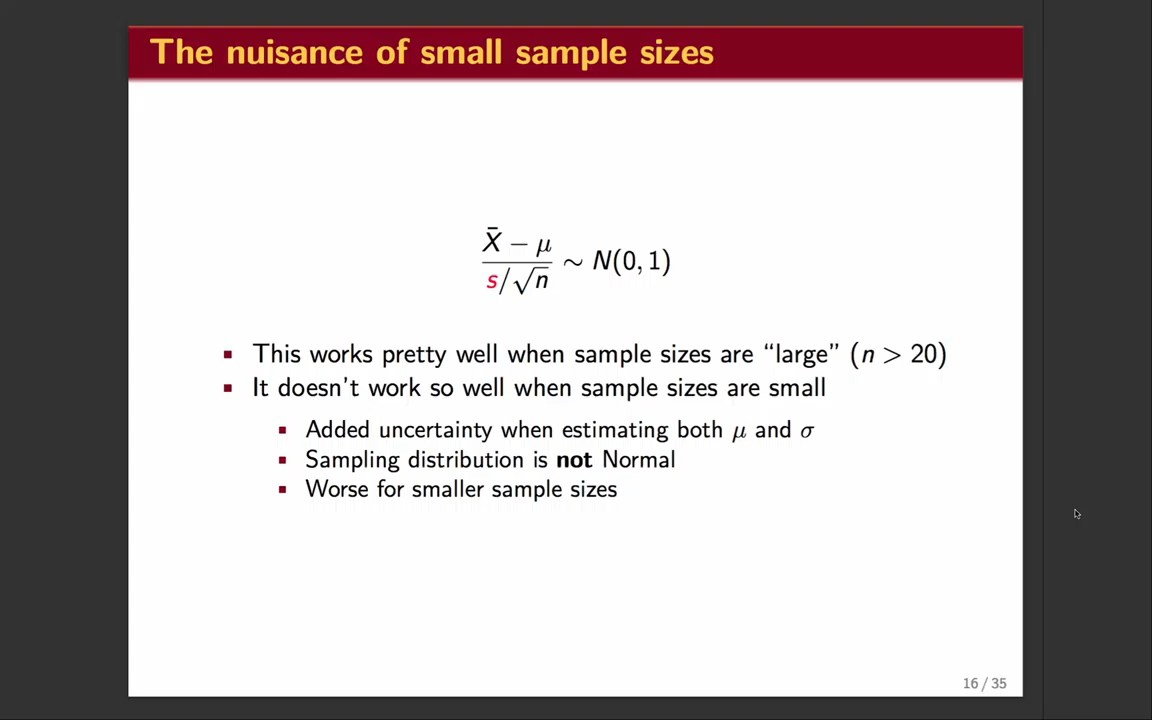 The nuisance of small sample sizes
X̄ − μ
s/√n
∼ N(0, 1)
▪ This works pretty well when sample sizes are “large” (n > 20)
▪ It doesn't work so well when sample sizes are small
▪ Added uncertainty when estimating both μ and σ
▪ Sampling distribution is not Normal
▪ Worse for smaller sample sizes
16 / 35